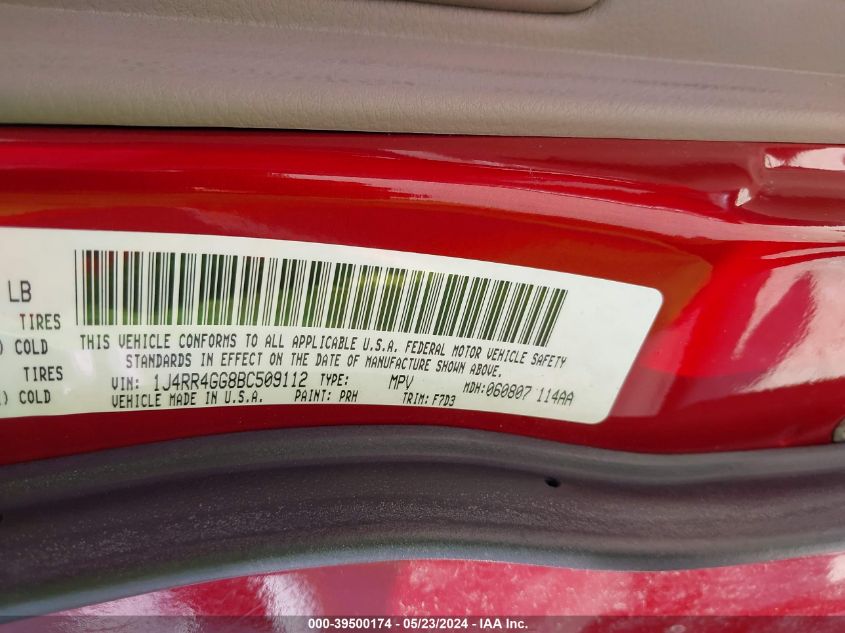 LB
TIRES
) COLD
TIRES
) COLD
THIS VEHICLE CONFORMS TO ALL APPLICABLE U.S.A. FEDERAL MOTOR VEHICLE SAFETY
STANDARDS IN EFFECT ON THE DATE OF MANUFACTURE SHOWN ABOVE.
VIN: 1J4RR4GG8BC509112 TYPE: MPV MDH:060807 114AA
VEHICLE MADE IN U.S.A. PAINT: PRH TRIM: F7D3
000-39500174 - 05/23/2024 - IAA Inc.